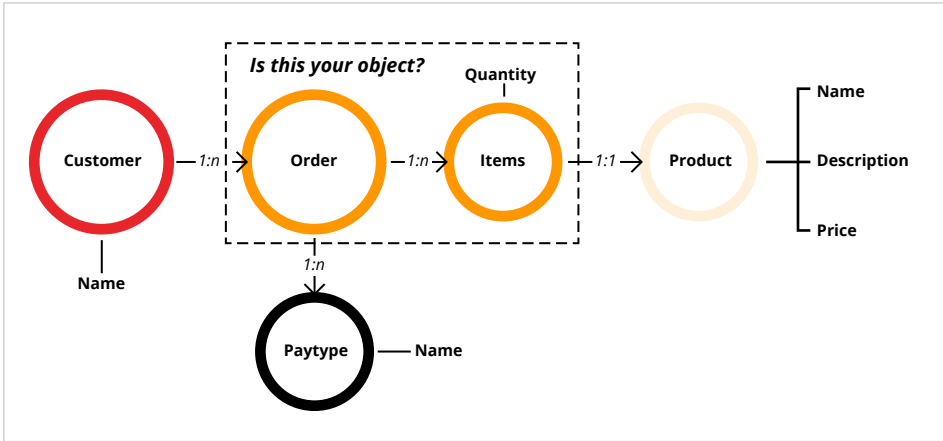 Is this your object?
Quantity
Name
Customer
1:n
Order
1:n
Items
1:1
Product
Description
Price
Name
1:n
Paytype
Name